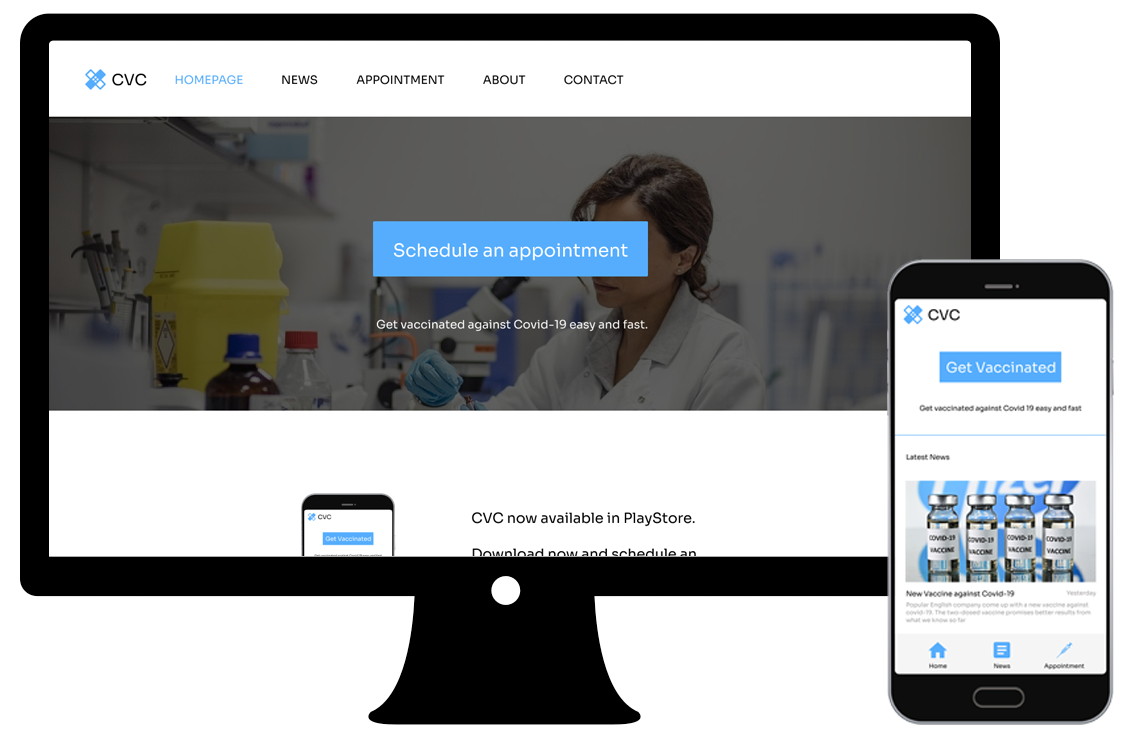 CVC
HOMEPAGE
NEWS
APPOINTMENT
ABOUT
CONTACT
Schedule an appointment
Get vaccinated against Covid-19 easy and fast.
CVC
Get Vaccinated
CVC now available in PlayStore.
Download now and schedule an
CVC
Get Vaccinated
Get vaccinated against Covid 19 easy and fast
Latest News
Pfizer
COVID-19 VACCINE
COVID-19 VACCINE
COVID-19 VACCINE
COVID-19 VACCINE
New Vaccine against Covid-19
Yesterday
Popular English company come up with a new vaccine against
covid-19. The two-dosed vaccine promises better results from
what we know so far
Home
News
Appointment